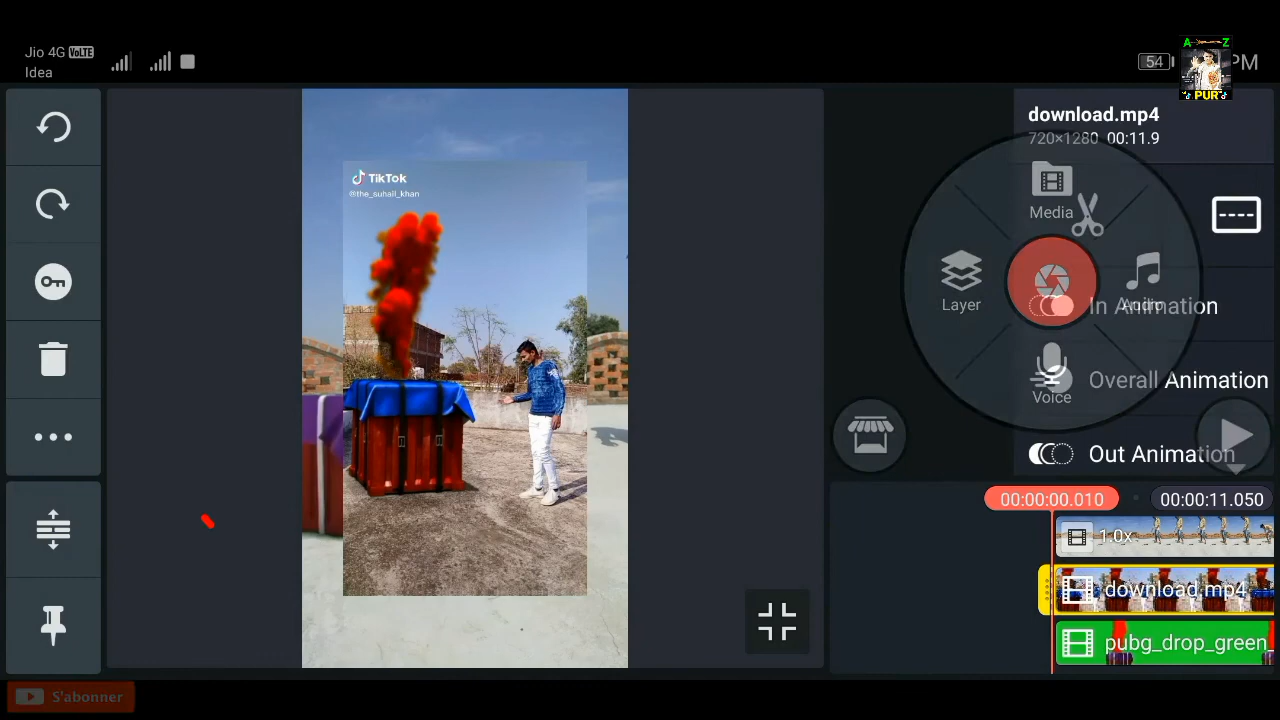 Jio 4G VoLTE
Idea
54
PM
A Z
PUR
download.mp4
720×1280 00:11.9
TikTok
@the_suhail_khan
Media
Layer
Audio
In Animation
Overall Animation
Voice
Out Animation
00:00:00.010
00:00:11.050
1.0x
download.mp4
pubg_drop_green
S'abonner